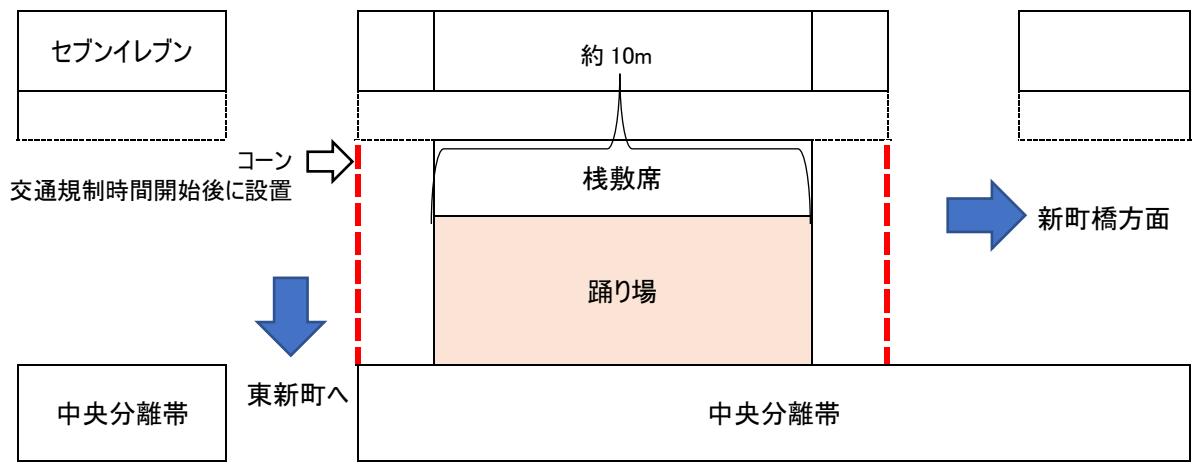 セブンイレブン
約 10m
コーン
交通規制時間開始後に設置
桟敷席
新町橋方面
踊り場
東新町へ
中央分離帯
中央分離帯